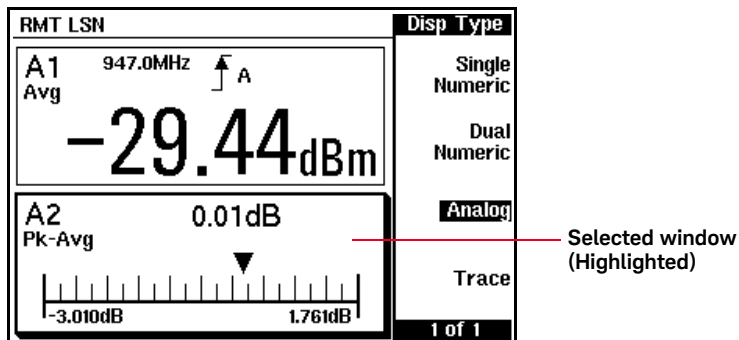 RMT LSN
Disp Type
A1
947.0MHz
A
Avg
-29.44dBm
Single
Numeric
Dual
Numeric
Analog
Trace
1 of 1
A2
0.01dB
Pk-Avg
-3.010dB
1.761dB
Selected window
(Highlighted)